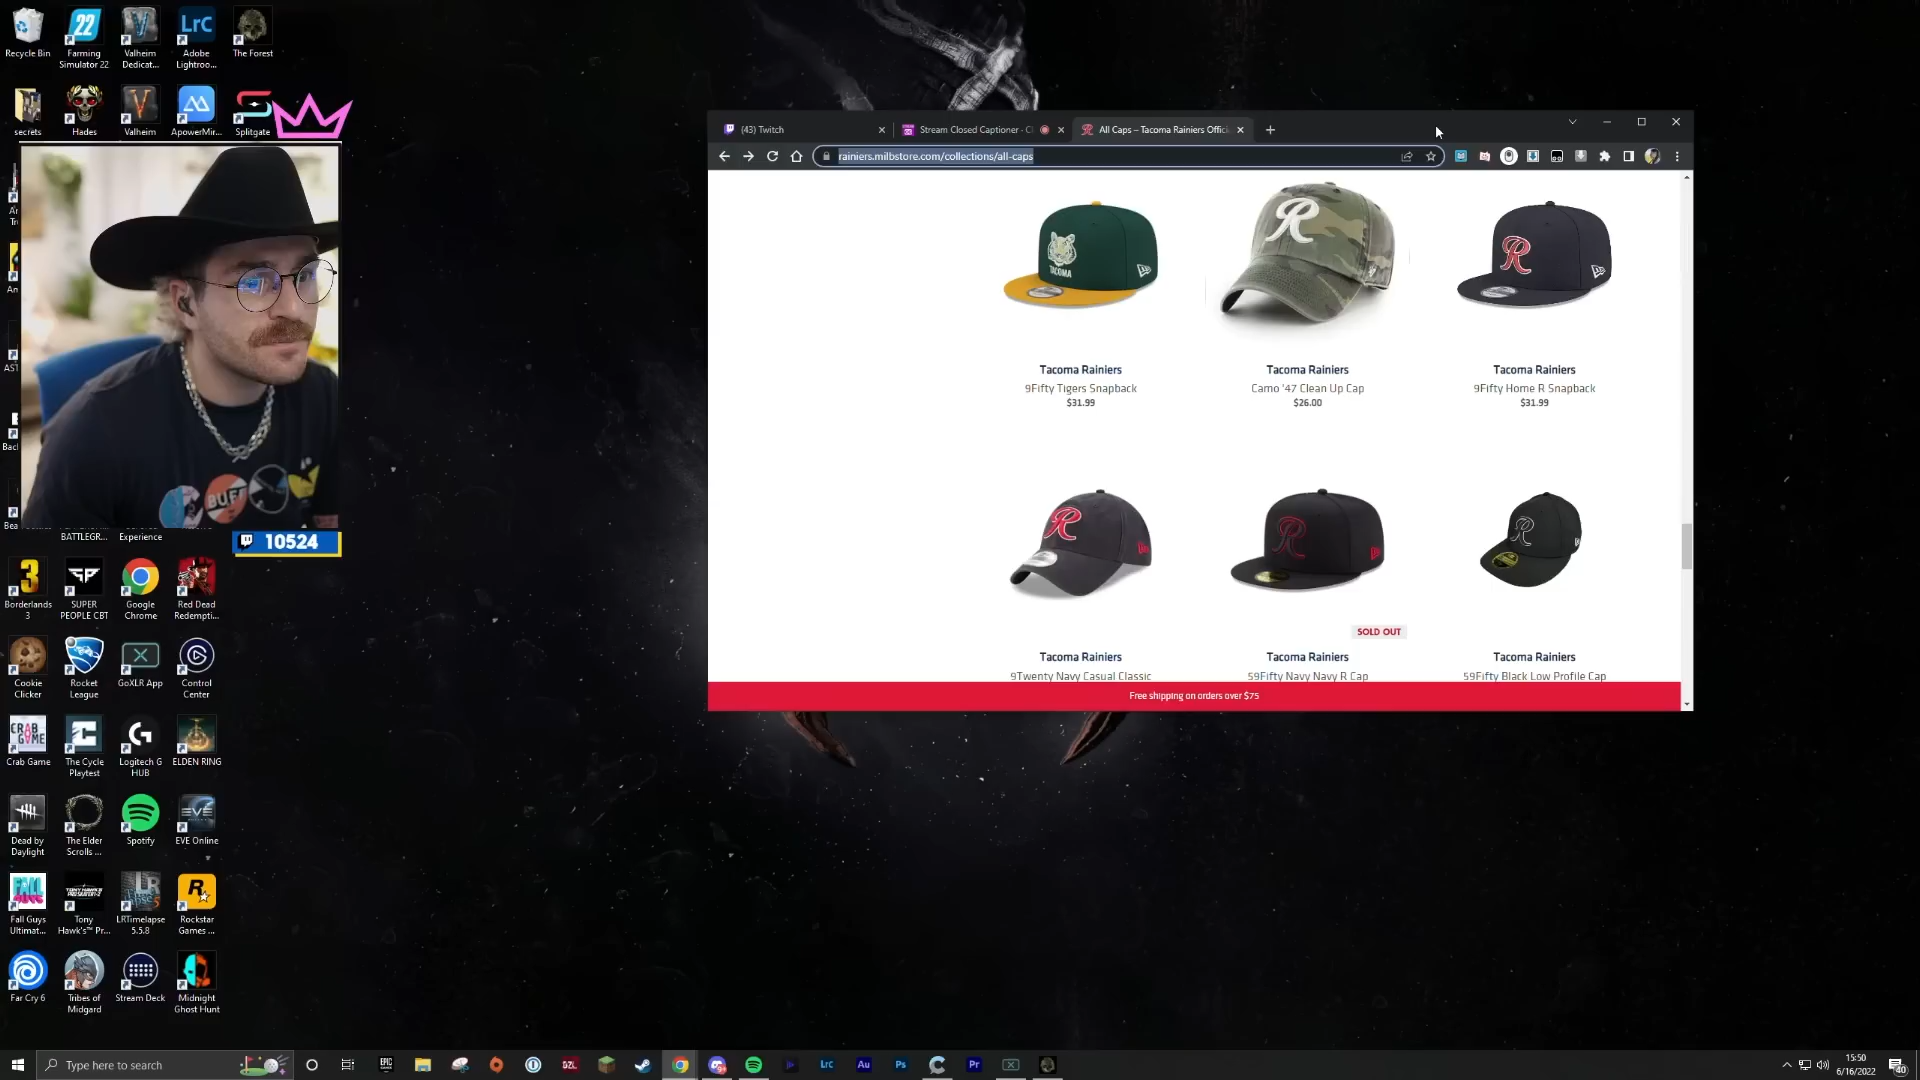 Recycle Bin
Farming
Simulator 22
Valheim
Dedicat...
Adobe
Lightroo...
The Forest
secrets
Hades
Valheim
ApowerMir...
Splitgate
BUFF
10524
BATTLEGR...
Experience
Borderlands
3
SUPER
PEOPLE CBT
Google
Chrome
Red Dead
Redempti...
Cookie
Clicker
Rocket
League
GoXLR App
Control
Center
Crab Game
The Cycle
Playtest
Logitech G
HUB
ELDEN RING
Dead by
Daylight
The Elder
Scrolls ...
Spotify
EVE Online
Fall Guys
Ultimat...
Tony
Hawk's™ Pr...
LRTimelapse
5.5.8
Rockstar
Games ...
Far Cry 6
Tribes of
Midgard
Stream Deck
Midnight
Ghost Hunt
(43) Twitch
Stream Closed Captioner - Cl
All Caps – Tacoma Rainiers Offici
rainiers.milbstore.com/collections/all-caps
TACOMA
Tacoma Rainiers
9Fifty Tigers Snapback
$31.99
Tacoma Rainiers
Camo '47 Clean Up Cap
$26.00
Tacoma Rainiers
9Fifty Home R Snapback
$31.99
SOLD OUT
Tacoma Rainiers
9Twenty Navy Casual Classic
Tacoma Rainiers
59Fifty Navy Navy R Cap
Tacoma Rainiers
59Fifty Black Low Profile Cap
Free shipping on orders over $75
Type here to search
15:50
6/16/2022
40